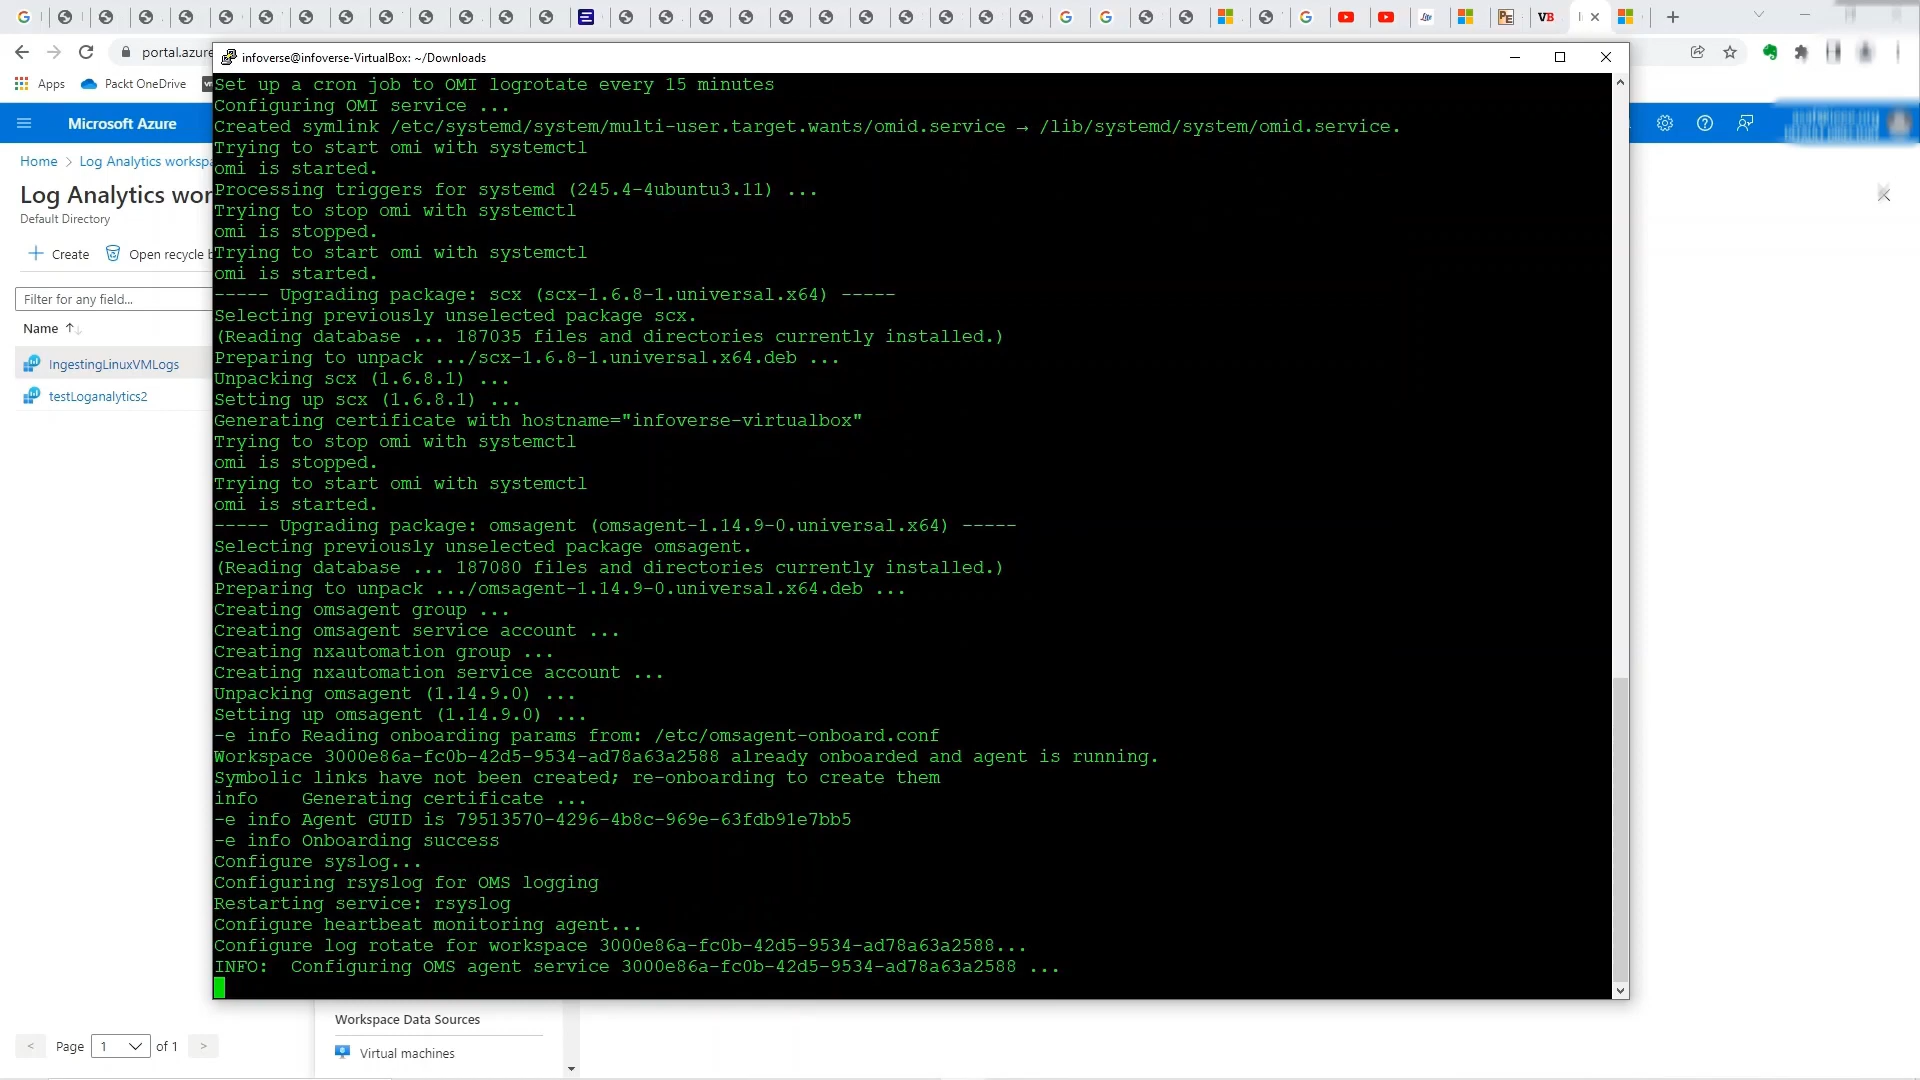 portal.azure
infoverse@infoverse-VirtualBox: ~/Downloads
Apps
Packt OneDrive
Microsoft Azure
Home > Log Analytics workspa
Log Analytics wor
Default Directory
+ Create
Open recycle b
Filter for any field...
Name ↑↓
IngestingLinuxVMLogs
testLoganalytics2
Set up a cron job to OMI logrotate every 15 minutes
Configuring OMI service ...
Created symlink /etc/systemd/system/multi-user.target.wants/omid.service → /lib/systemd/system/omid.service.
Trying to start omi with systemctl
omi is started.
Processing triggers for systemd (245.4-4ubuntu3.11) ...
Trying to stop omi with systemctl
omi is stopped.
Trying to start omi with systemctl
omi is started.
----- Upgrading package: scx (scx-1.6.8-1.universal.x64) -----
Selecting previously unselected package scx.
(Reading database ... 187035 files and directories currently installed.)
Preparing to unpack .../scx-1.6.8-1.universal.x64.deb ...
Unpacking scx (1.6.8.1) ...
Setting up scx (1.6.8.1) ...
Generating certificate with hostname="infoverse-virtualbox"
Trying to stop omi with systemctl
omi is stopped.
Trying to start omi with systemctl
omi is started.
----- Upgrading package: omsagent (omsagent-1.14.9-0.universal.x64) -----
Selecting previously unselected package omsagent.
(Reading database ... 187080 files and directories currently installed.)
Preparing to unpack .../omsagent-1.14.9-0.universal.x64.deb ...
Creating omsagent group ...
Creating omsagent service account ...
Creating nxautomation group ...
Creating nxautomation service account ...
Unpacking omsagent (1.14.9.0) ...
Setting up omsagent (1.14.9.0) ...
-e info Reading onboarding params from: /etc/omsagent-onboard.conf
Workspace 3000e86a-fc0b-42d5-9534-ad78a63a2588 already onboarded and agent is running.
Symbolic links have not been created; re-onboarding to create them
info    Generating certificate ...
-e info Agent GUID is 79513570-4296-4b8c-969e-63fdb91e7bb5
-e info Onboarding success
Configure syslog...
Configuring rsyslog for OMS logging
Restarting service: rsyslog
Configure heartbeat monitoring agent...
Configure log rotate for workspace 3000e86a-fc0b-42d5-9534-ad78a63a2588...
INFO:  Configuring OMS agent service 3000e86a-fc0b-42d5-9534-ad78a63a2588 ...
Workspace Data Sources
Virtual machines
< Page 1 of 1 >